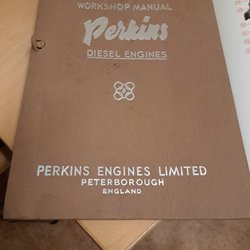 WORKSHOP MANUAL
Perkins
DIESEL ENGINES
PERKINS ENGINES LIMITED
PETERBOROUGH
ENGLAND